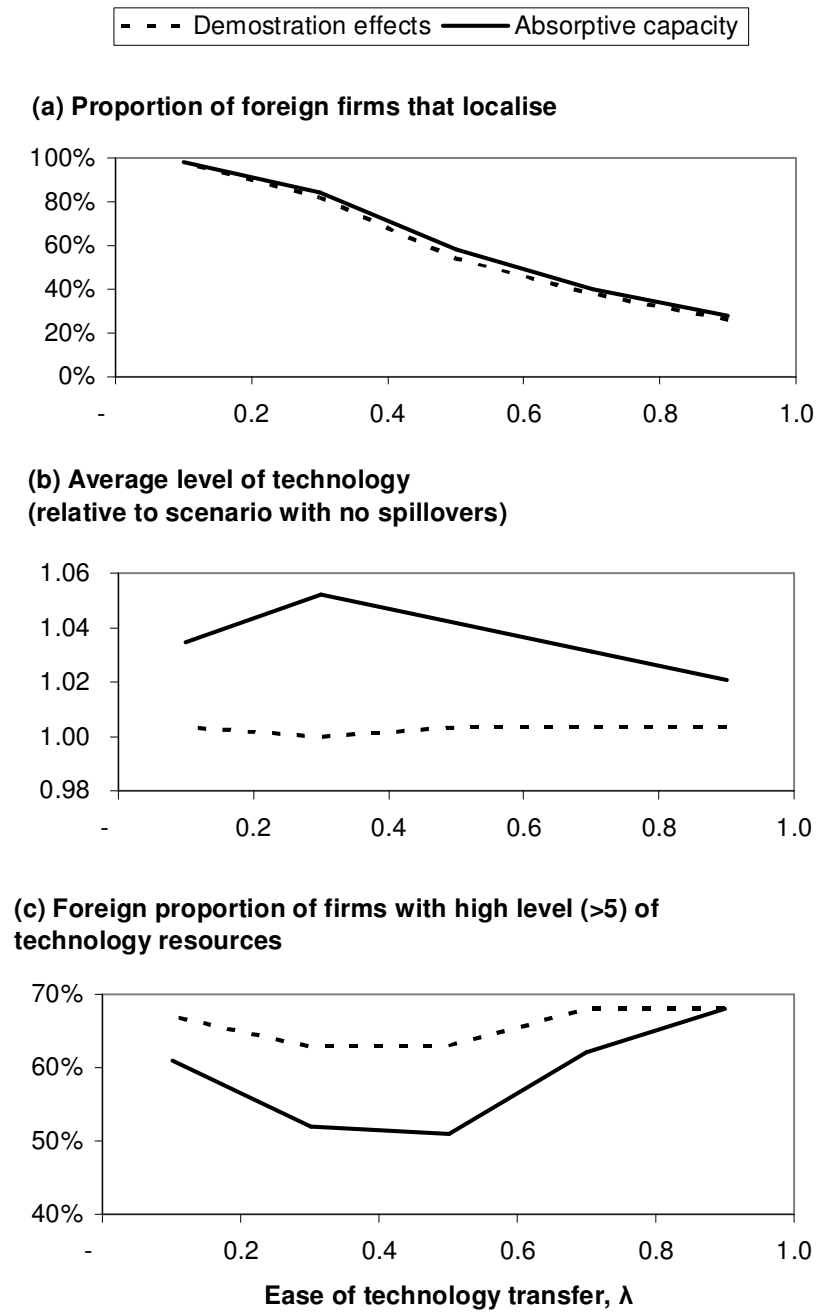 Demostration effects Absorptive capacity
(a) Proportion of foreign firms that localise
100%
80%
60%
40%
20%
0%
- 0.2 0.4 0.6 0.8 1.0
(b) Average level of technology
(relative to scenario with no spillovers)
1.06
1.04
1.02
1.00
0.98
- 0.2 0.4 0.6 0.8 1.0
(c) Foreign proportion of firms with high level (>5) of
technology resources
70%
60%
50%
40%
- 0.2 0.4 0.6 0.8 1.0
Ease of technology transfer, λ